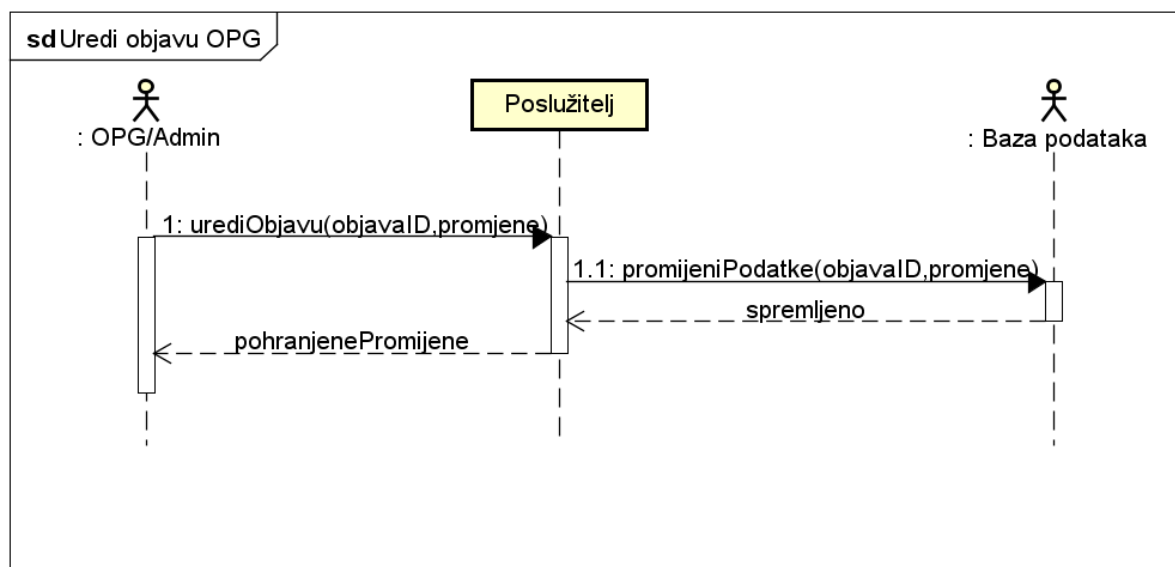 sd Uredi objavu OPG
: OPG/Admin
Poslužitelj
: Baza podataka
1: urediObjavu(objavaID,promjene)
1.1: promijeniPodatke(objavaID,promjene)
spremljeno
pohranjenePromijene